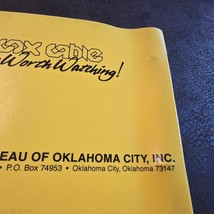 cox cable
Worth Watching!
EAU OF OKLAHOMA CITY, INC.
• P.O. Box 74953 • Oklahoma City, Oklahoma 73147